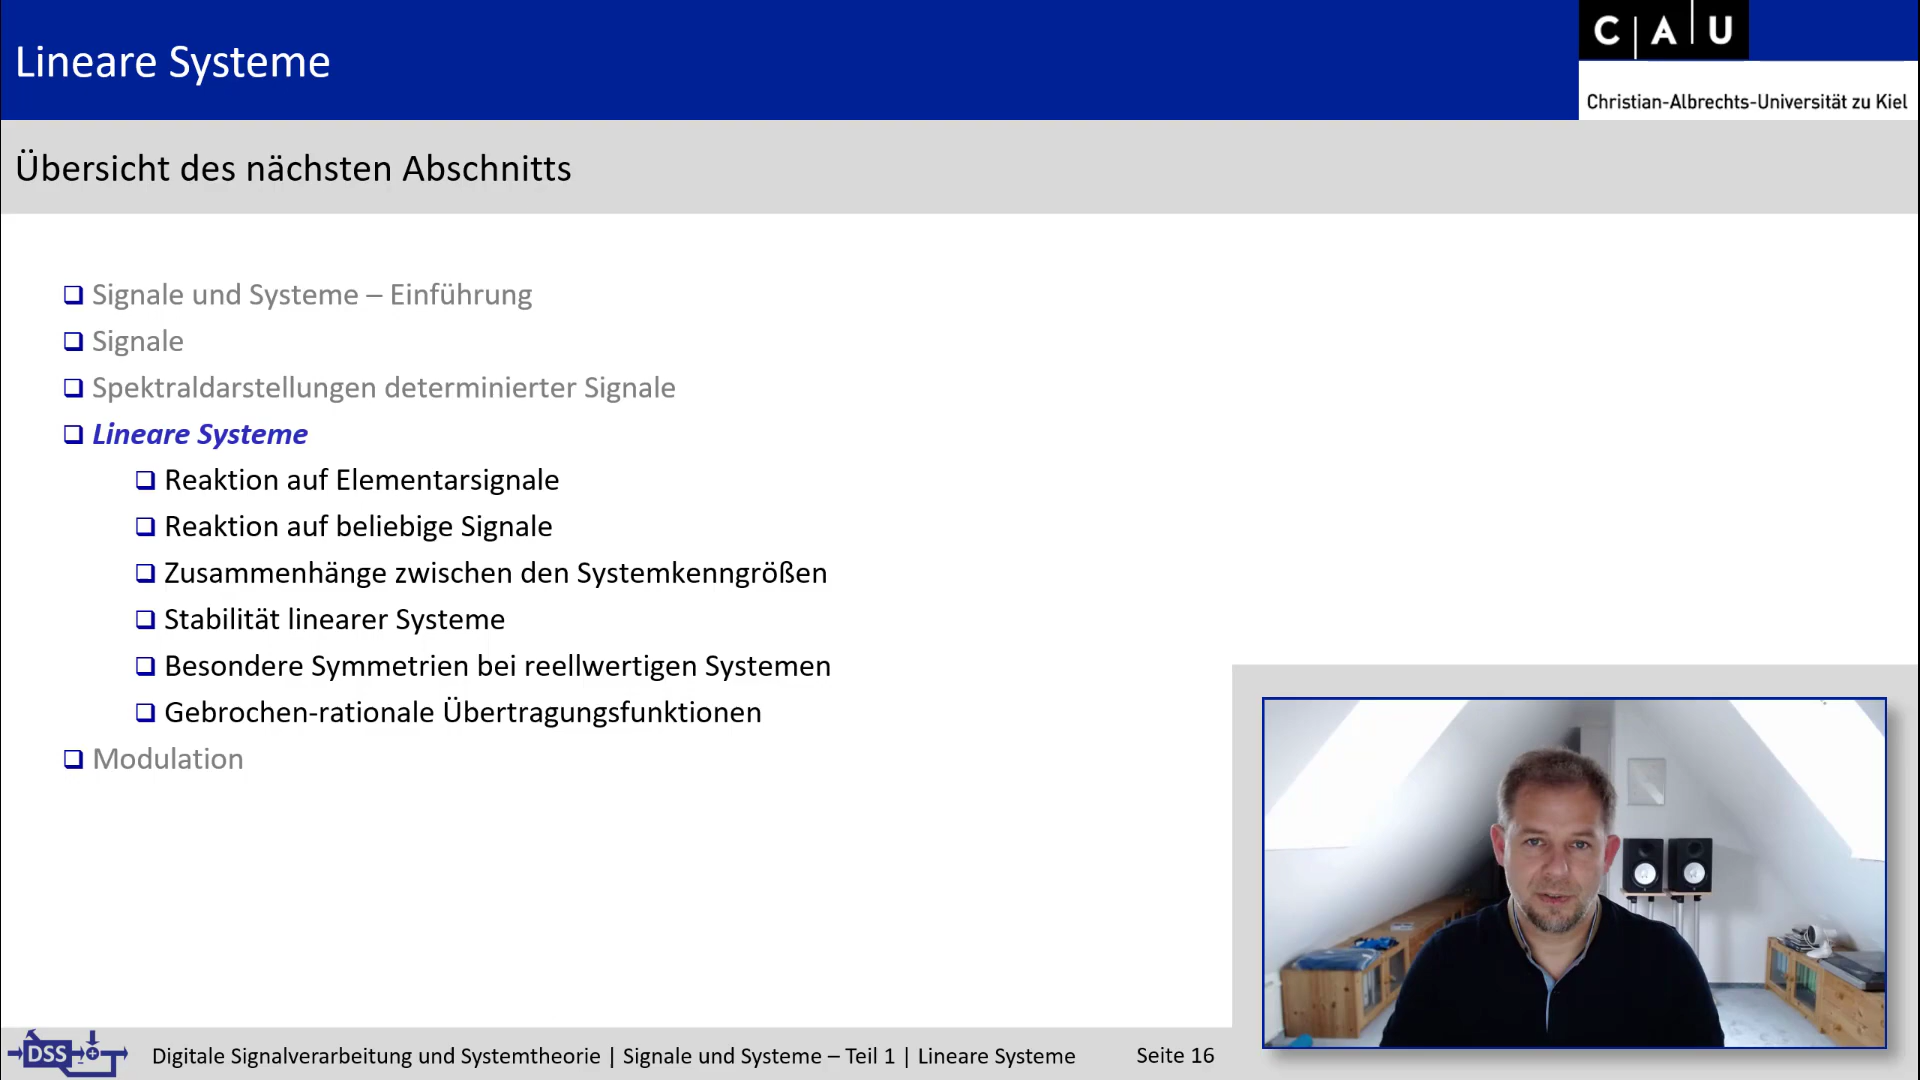 Lineare Systeme
C A U
Christian-Albrechts-Universität zu Kiel
Übersicht des nächsten Abschnitts
Signale und Systeme – Einführung
Signale
Spektraldarstellungen determinierter Signale
Lineare Systeme
Reaktion auf Elementarsignale
Reaktion auf beliebige Signale
Zusammenhänge zwischen den Systemkenngrößen
Stabilität linearer Systeme
Besondere Symmetrien bei reellwertigen Systemen
Gebrochen-rationale Übertragungsfunktionen
Modulation
DSS
Digitale Signalverarbeitung und Systemtheorie | Signale und Systeme – Teil 1 | Lineare Systeme
Seite 16